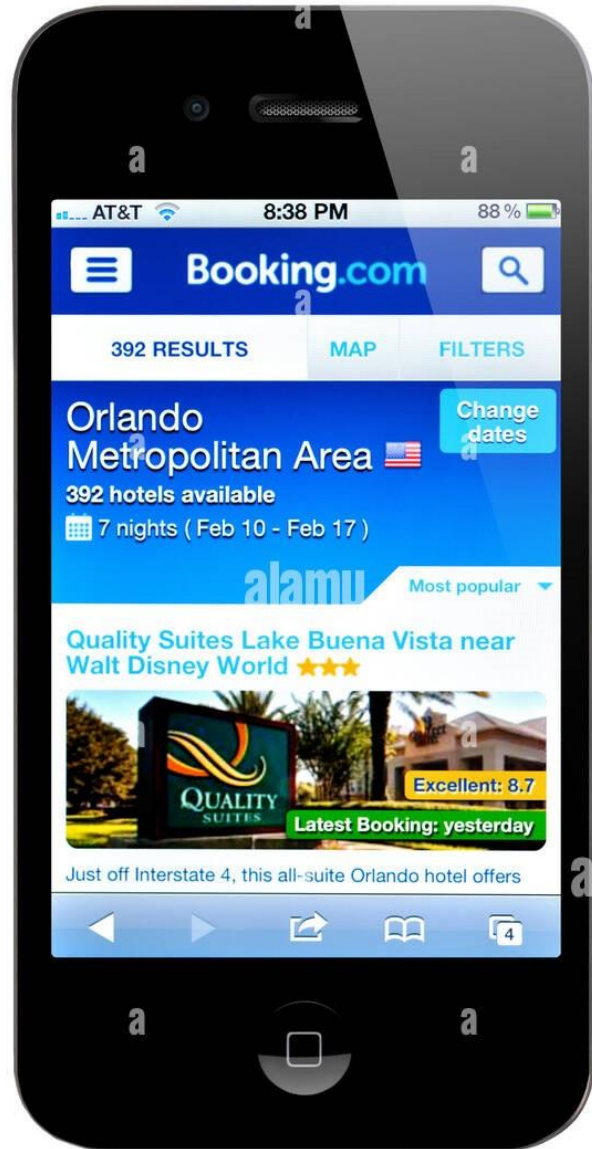 a
a
a
AT&T
8:38 PM
88 %
Booking.com
a
392 RESULTS
MAP
FILTERS
Orlando
Metropolitan Area
Change
dates
a
a
392 hotels available
7 nights ( Feb 10 - Feb 17 )
alamy
Most popular
Quality Suites Lake Buena Vista near
Walt Disney World
a
a
QUALITY
SUITES
Excellent: 8.7
Latest Booking: yesterday
Just off Interstate 4, this all-suite Orlando hotel offers
a
4
a
a